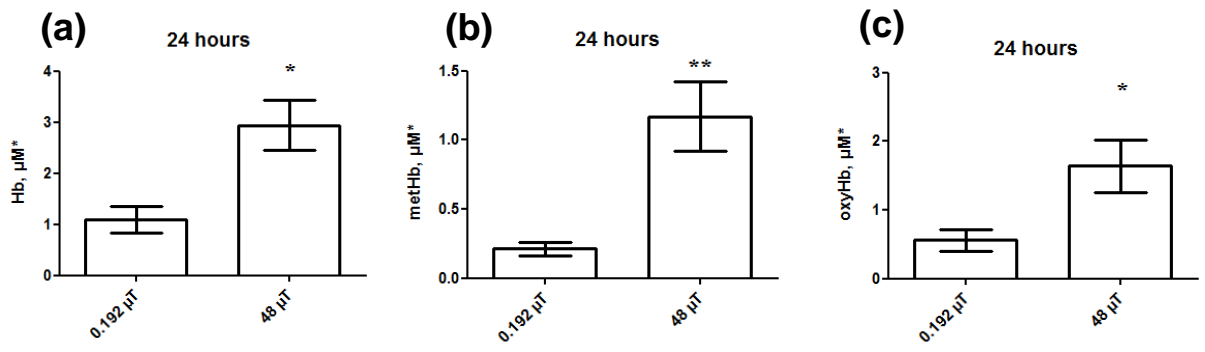 (a)
24 hours
*
Hb, µM*
4
3
2
1
0
0.192 µT
48 µT
(b)
24 hours
**
metHb, µM*
1.5
1.0
0.5
0.0
0.192 µT
48 µT
(c)
24 hours
*
oxyHb, µM*
3
2
1
0
0.192 µT
48 µT